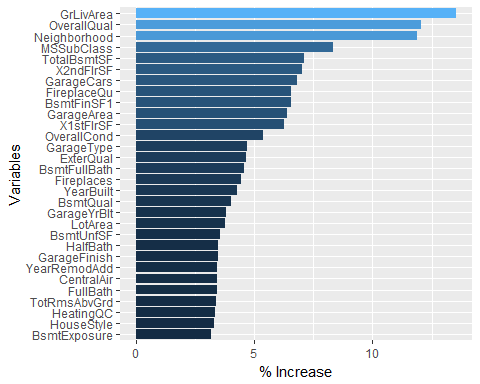 GrLivArea
OverallQual
Neighborhood
MSSubClass
TotalBsmtSF
X2ndFlrSF
GarageCars
FireplaceQu
BsmtFinSF1
GarageArea
X1stFlrSF
OverallCond
GarageType
ExterQual
BsmtFullBath
Fireplaces
YearBuilt
BsmtQual
GarageYrBlt
LotArea
BsmtUnfSF
HalfBath
GarageFinish
YearRemodAdd
CentralAir
FullBath
TotRmsAbvGrd
HeatingQC
HouseStyle
BsmtExposure
Variables
0 5 10
% Increase